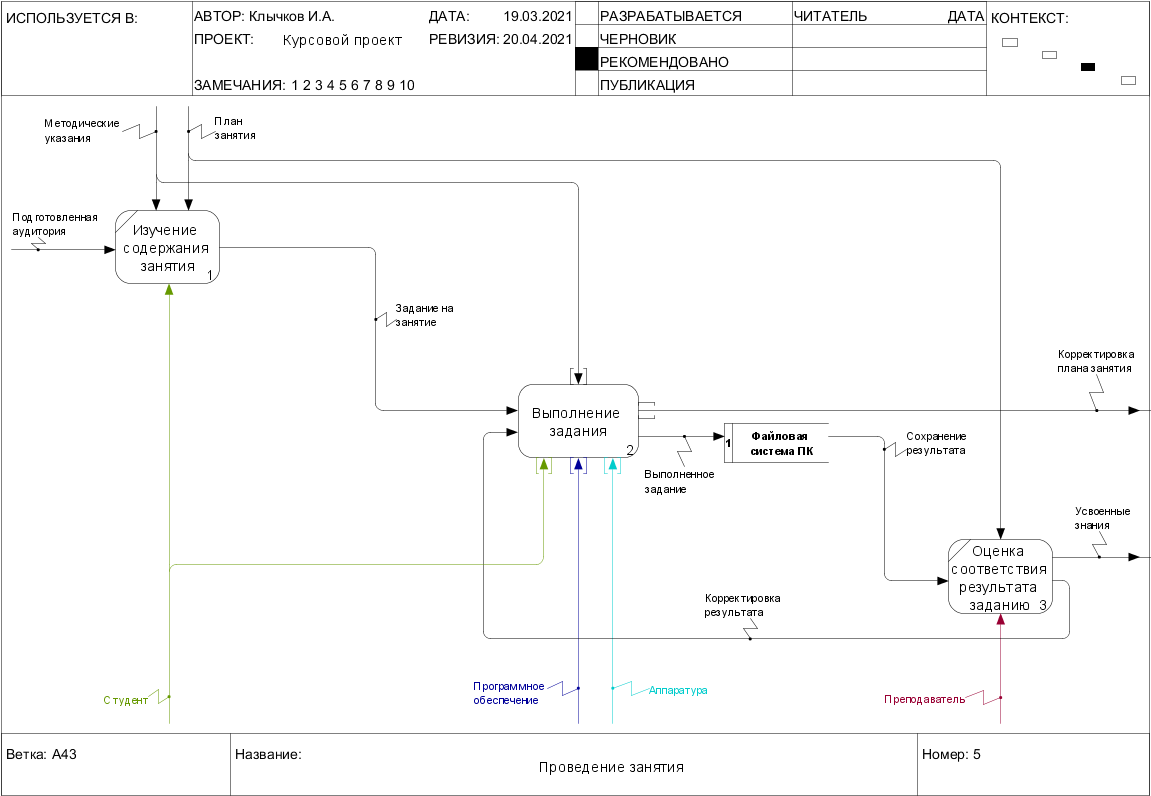 ИСПОЛЬЗУЕТСЯ В:
АВТОР: Клычков И.А.
ДАТА: 19.03.2021
РАЗРАБАТЫВАЕТСЯ
ЧИТАТЕЛЬ
ДАТА
КОНТЕКСТ:
ПРОЕКТ: Курсовой проект
РЕВИЗИЯ: 20.04.2021
ЧЕРНОВИК
РЕКОМЕНДОВАНО
ЗАМЕЧАНИЯ: 1 2 3 4 5 6 7 8 9 10
ПУБЛИКАЦИЯ
Методические
указания
План
занятия
Подготовленная
аудитория
Изучение
содержания
занятия
1
Задание на
занятие
Корректировка
плана занятия
Выполнение
задания
2
1
Файловая
система ПК
Сохранение
результата
Выполненное
задание
Усвоенные
знания
Оценка
соответствия
результата
заданию 3
Корректировка
результата
Студент
Программное
обеспечение
Аппаратура
Преподаватель
Ветка: A43
Название:
Проведение занятия
Номер: 5